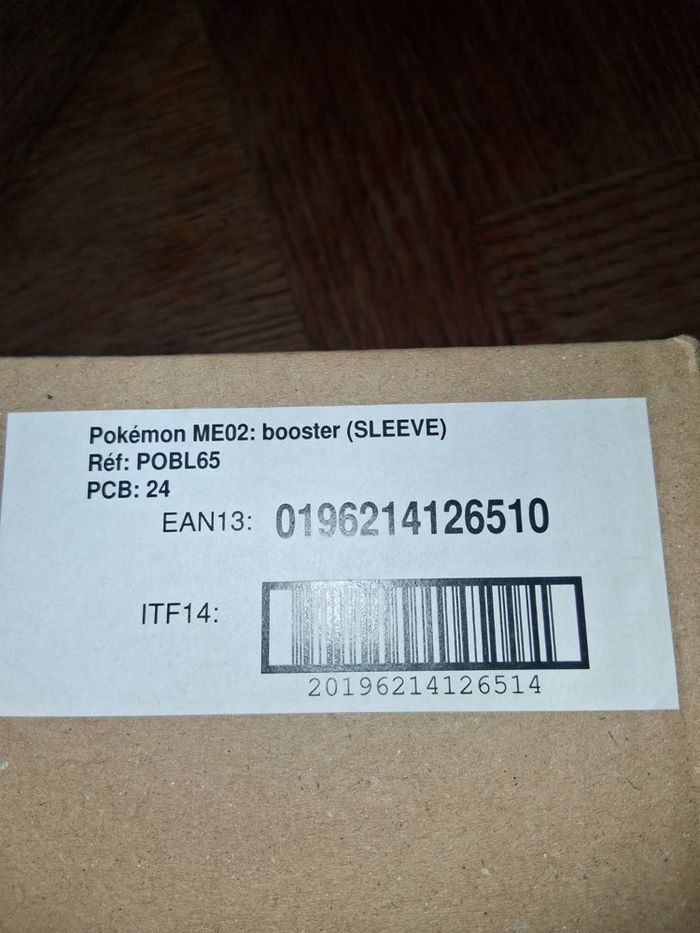 Pokémon ME02: booster (SLEEVE)
Réf: POBL65
PCB: 24
EAN13: 0196214126510
ITF14:
20196214126514